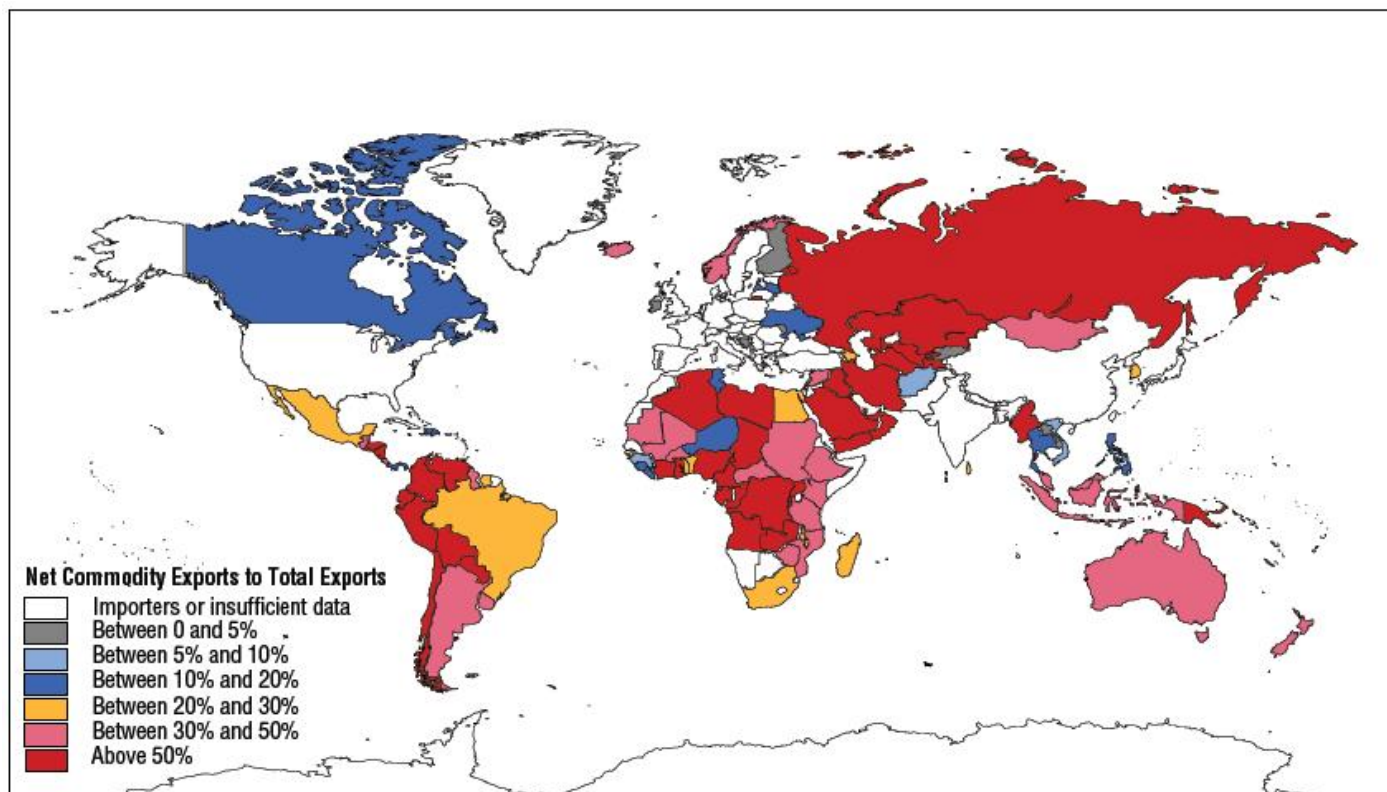 Net Commodity Exports to Total Exports
Importers or insufficient data
Between 0 and 5%
Between 5% and 10%
Between 10% and 20%
Between 20% and 30%
Between 30% and 50%
Above 50%